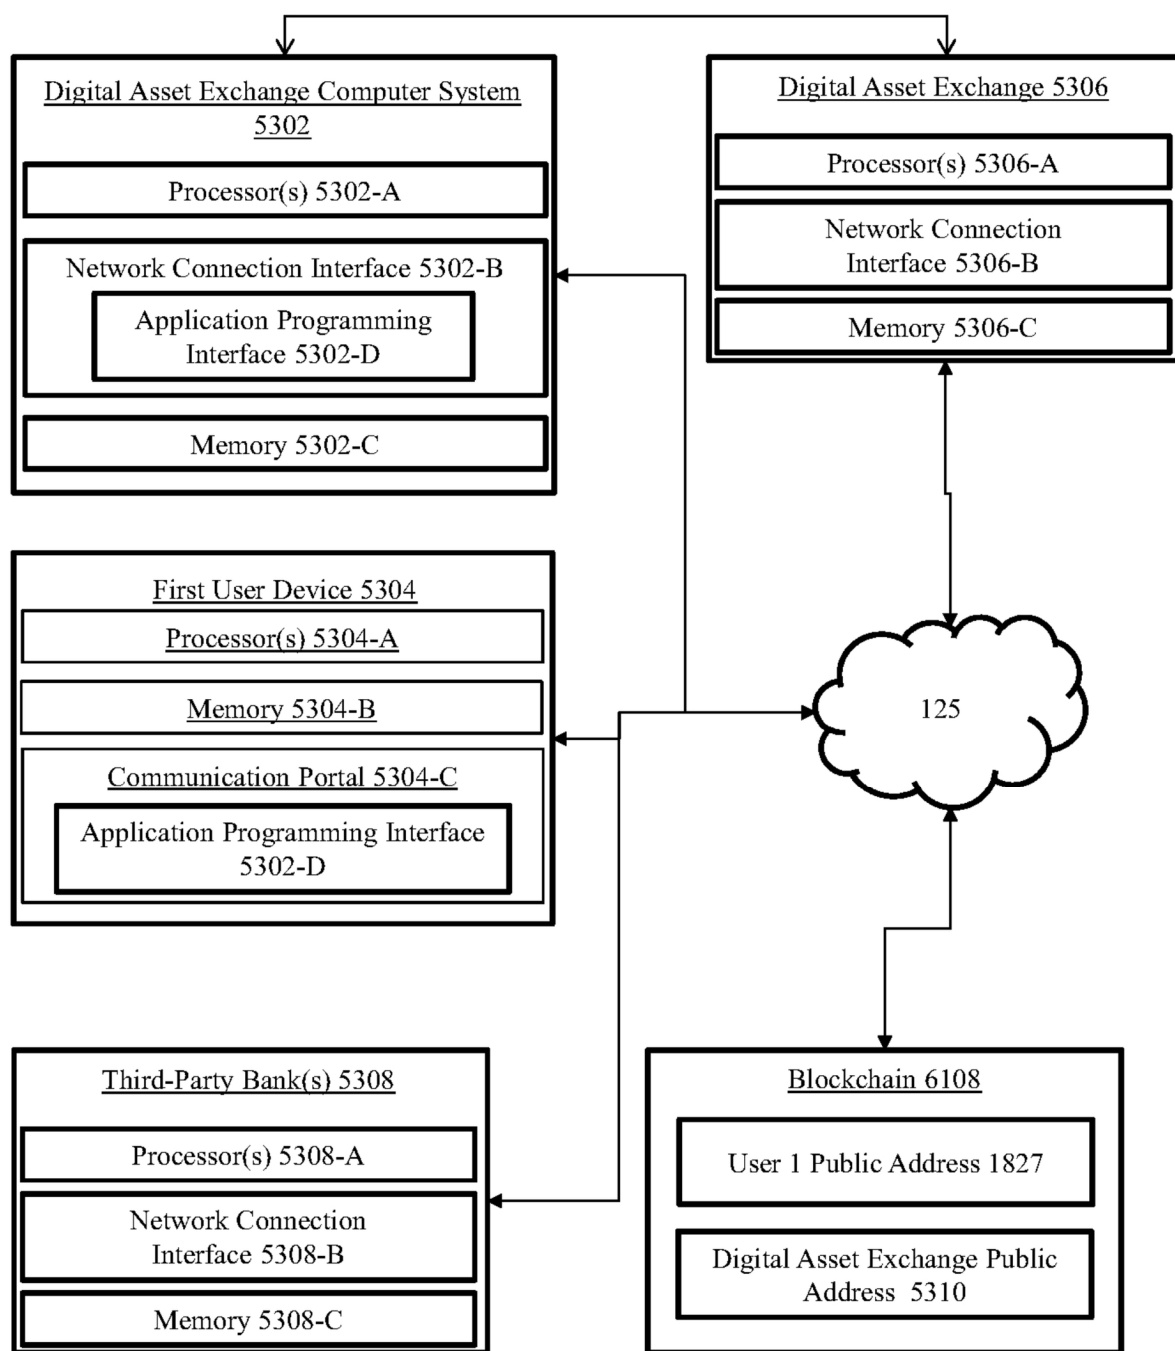 Digital Asset Exchange Computer System
5302
Processor(s) 5302-A
Network Connection Interface 5302-B
Application Programming
Interface 5302-D
Memory 5302-C
Digital Asset Exchange 5306
Processor(s) 5306-A
Network Connection
Interface 5306-B
Memory 5306-C
First User Device 5304
Processor(s) 5304-A
Memory 5304-B
Communication Portal 5304-C
Application Programming Interface
5302-D
125
Third-Party Bank(s) 5308
Processor(s) 5308-A
Network Connection
Interface 5308-B
Memory 5308-C
Blockchain 6108
User 1 Public Address 1827
Digital Asset Exchange Public
Address 5310